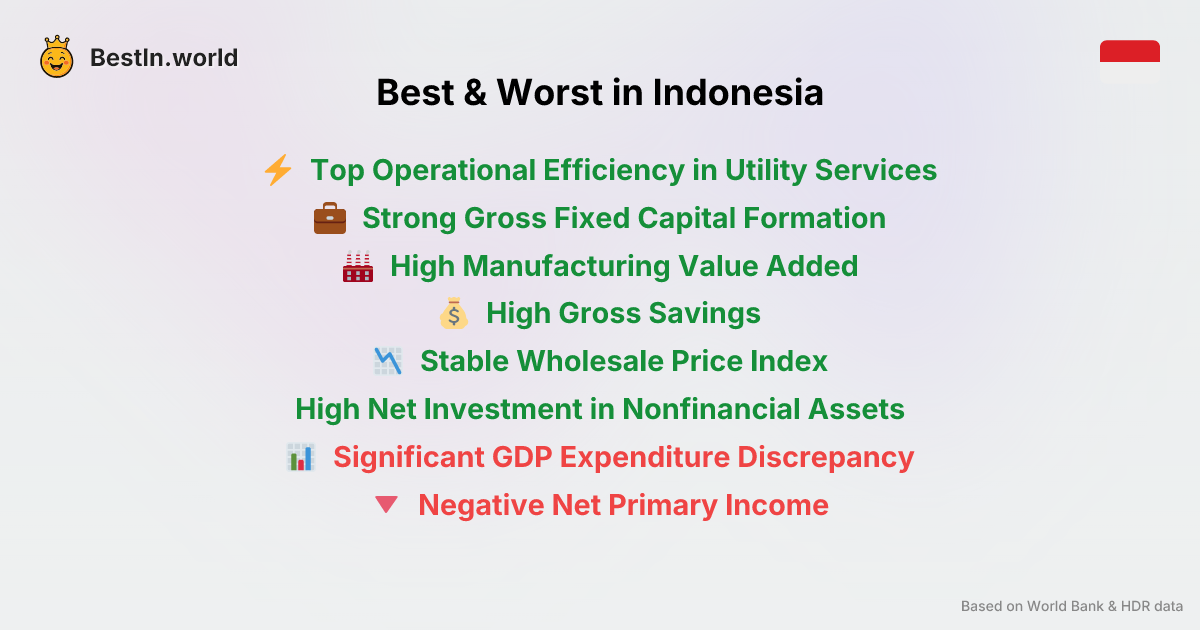 BestIn.world
Best & Worst in Indonesia
⚡ Top Operational Efficiency in Utility Services
💼 Strong Gross Fixed Capital Formation
🏭 High Manufacturing Value Added
💰 High Gross Savings
📉 Stable Wholesale Price Index
High Net Investment in Nonfinancial Assets
📊 Significant GDP Expenditure Discrepancy
🔻 Negative Net Primary Income
Based on World Bank & HDR data